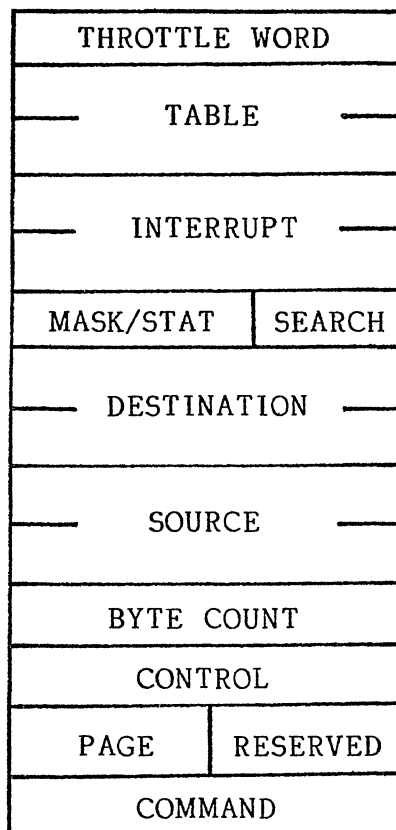 THROTTLE WORD
TABLE
INTERRUPT
MASK/STAT SEARCH
DESTINATION
SOURCE
BYTE COUNT
CONTROL
PAGE RESERVED
COMMAND